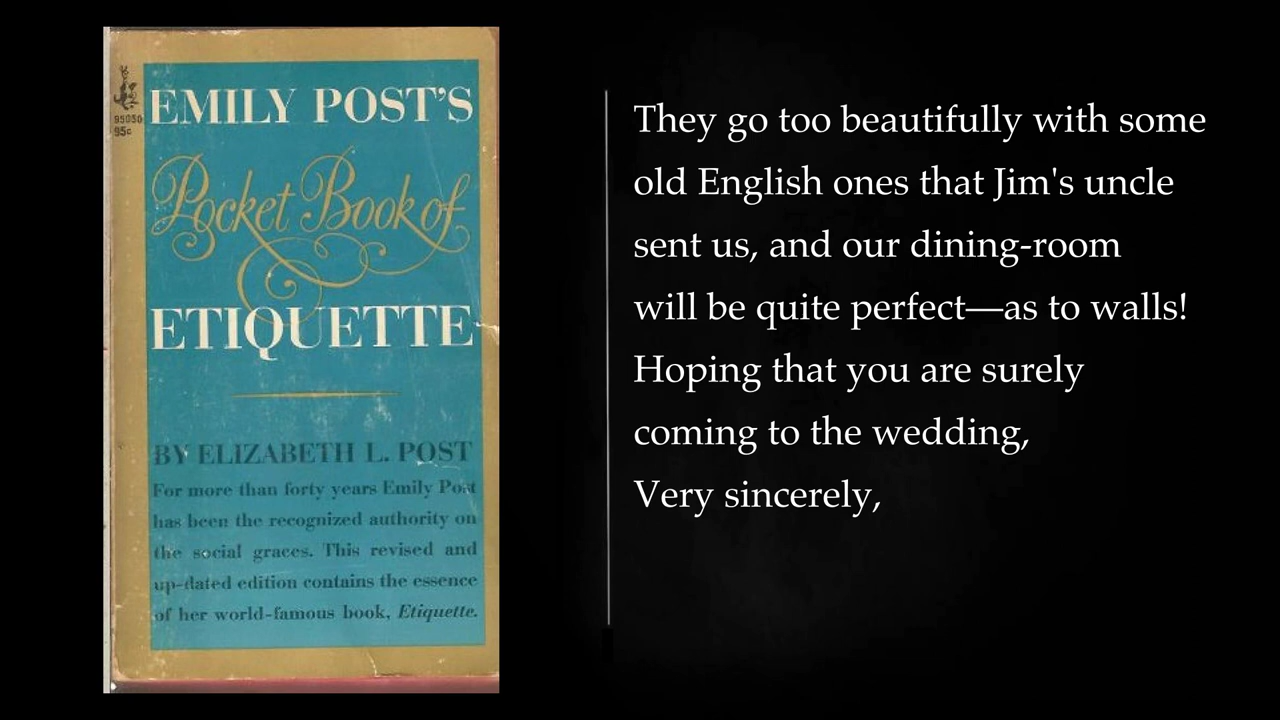 EMILY POST'S
Pocket Book of
ETIQUETTE
95050
95c
BY ELIZABETH L. POST
For more than forty years Emily Post
has been the recognized authority on
the social graces. This revised and
up-dated edition contains the essence
of her world-famous book, Etiquette.
They go too beautifully with some
old English ones that Jim's uncle
sent us, and our dining-room
will be quite perfect—as to walls!
Hoping that you are surely
coming to the wedding,
Very sincerely,